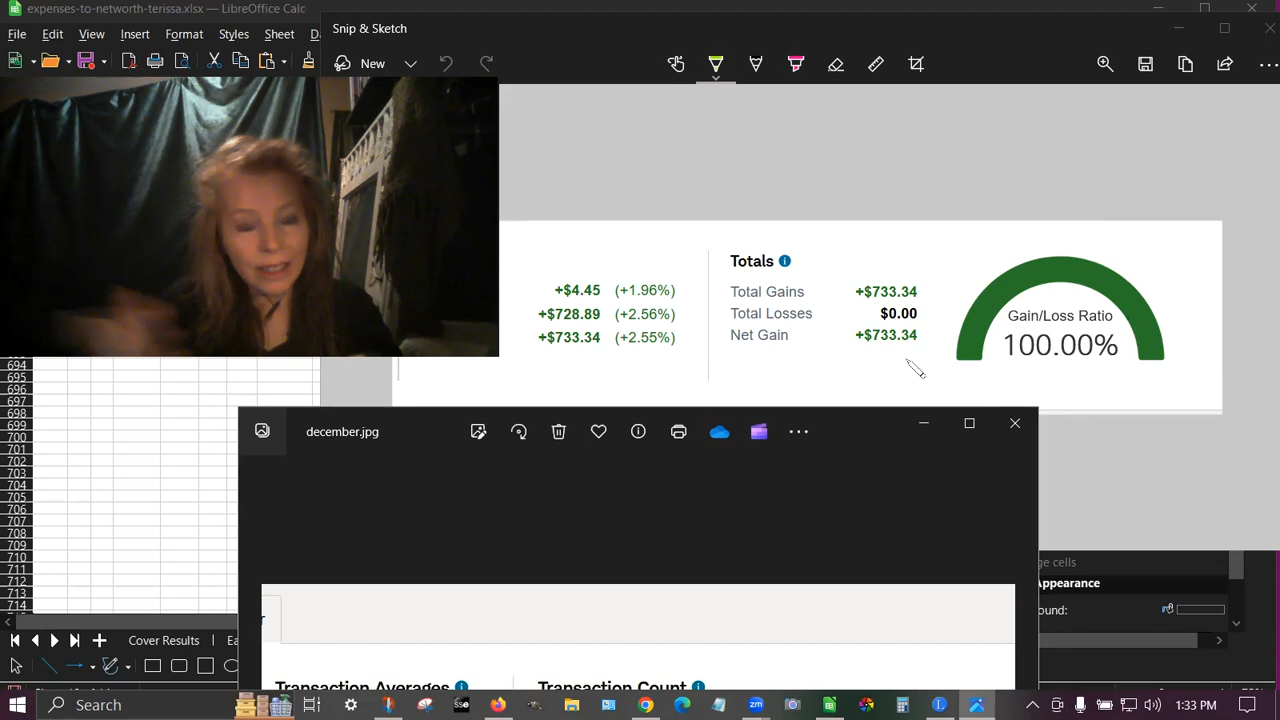 expenses-to-networth-terissa.xlsx — LibreOffice Calc
Snip & Sketch
File Edit View Insert Format Styles Sheet
New
Totals
+$4.45 (+1.96%)
+$728.89 (+2.56%)
+$733.34 (+2.55%)
Total Gains +$733.34
Total Losses $0.00
Net Gain +$733.34
Gain/Loss Ratio
100.00%
694
695
696
697
698
699
700
701
702
703
704
705
706
707
708
709
710
711
712
713
714
december.jpg
ge cells
Appearance
Transaction Averages
Transaction Count
Cover Results
Search
zm
1:33 PM